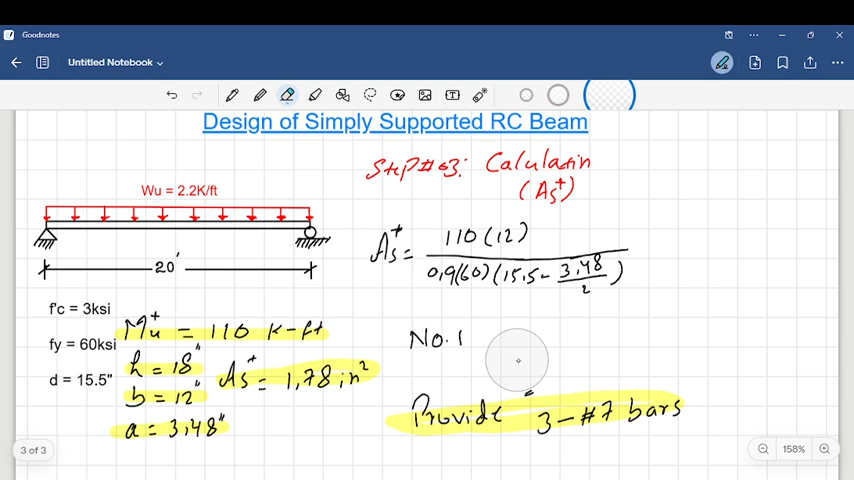 Goodnotes
Untitled Notebook
Design of Simply Supported RC Beam
Step#03: Calculasin
(As+)
Wu = 2.2K/ft
20'
As+ = 110(12)
0,9(60)(15,5 - 3,48/2)
f'c = 3ksi
fy = 60ksi
d = 15.5"
Mu+ = 110 K-ft
h = 18"
b = 12"
a = 3,48"
As+ = 1,78 in2
No. 1
Provide 3-#7 bars
3 of 3
158%